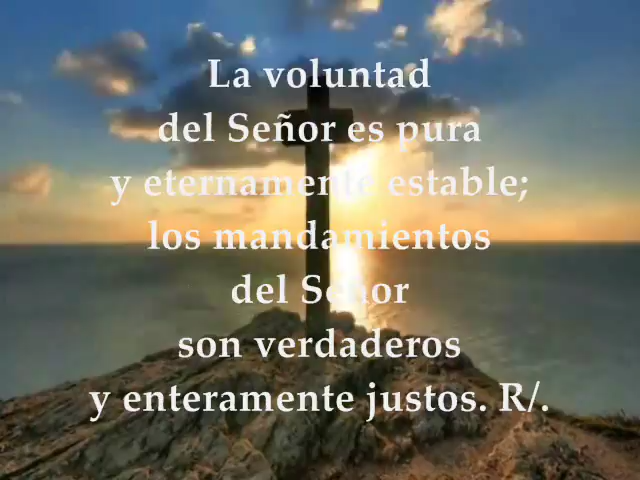 La voluntad
del Señor es pura
y eternamente estable;
los mandamientos
del Señor
son verdaderos
y enteramente justos. R/.